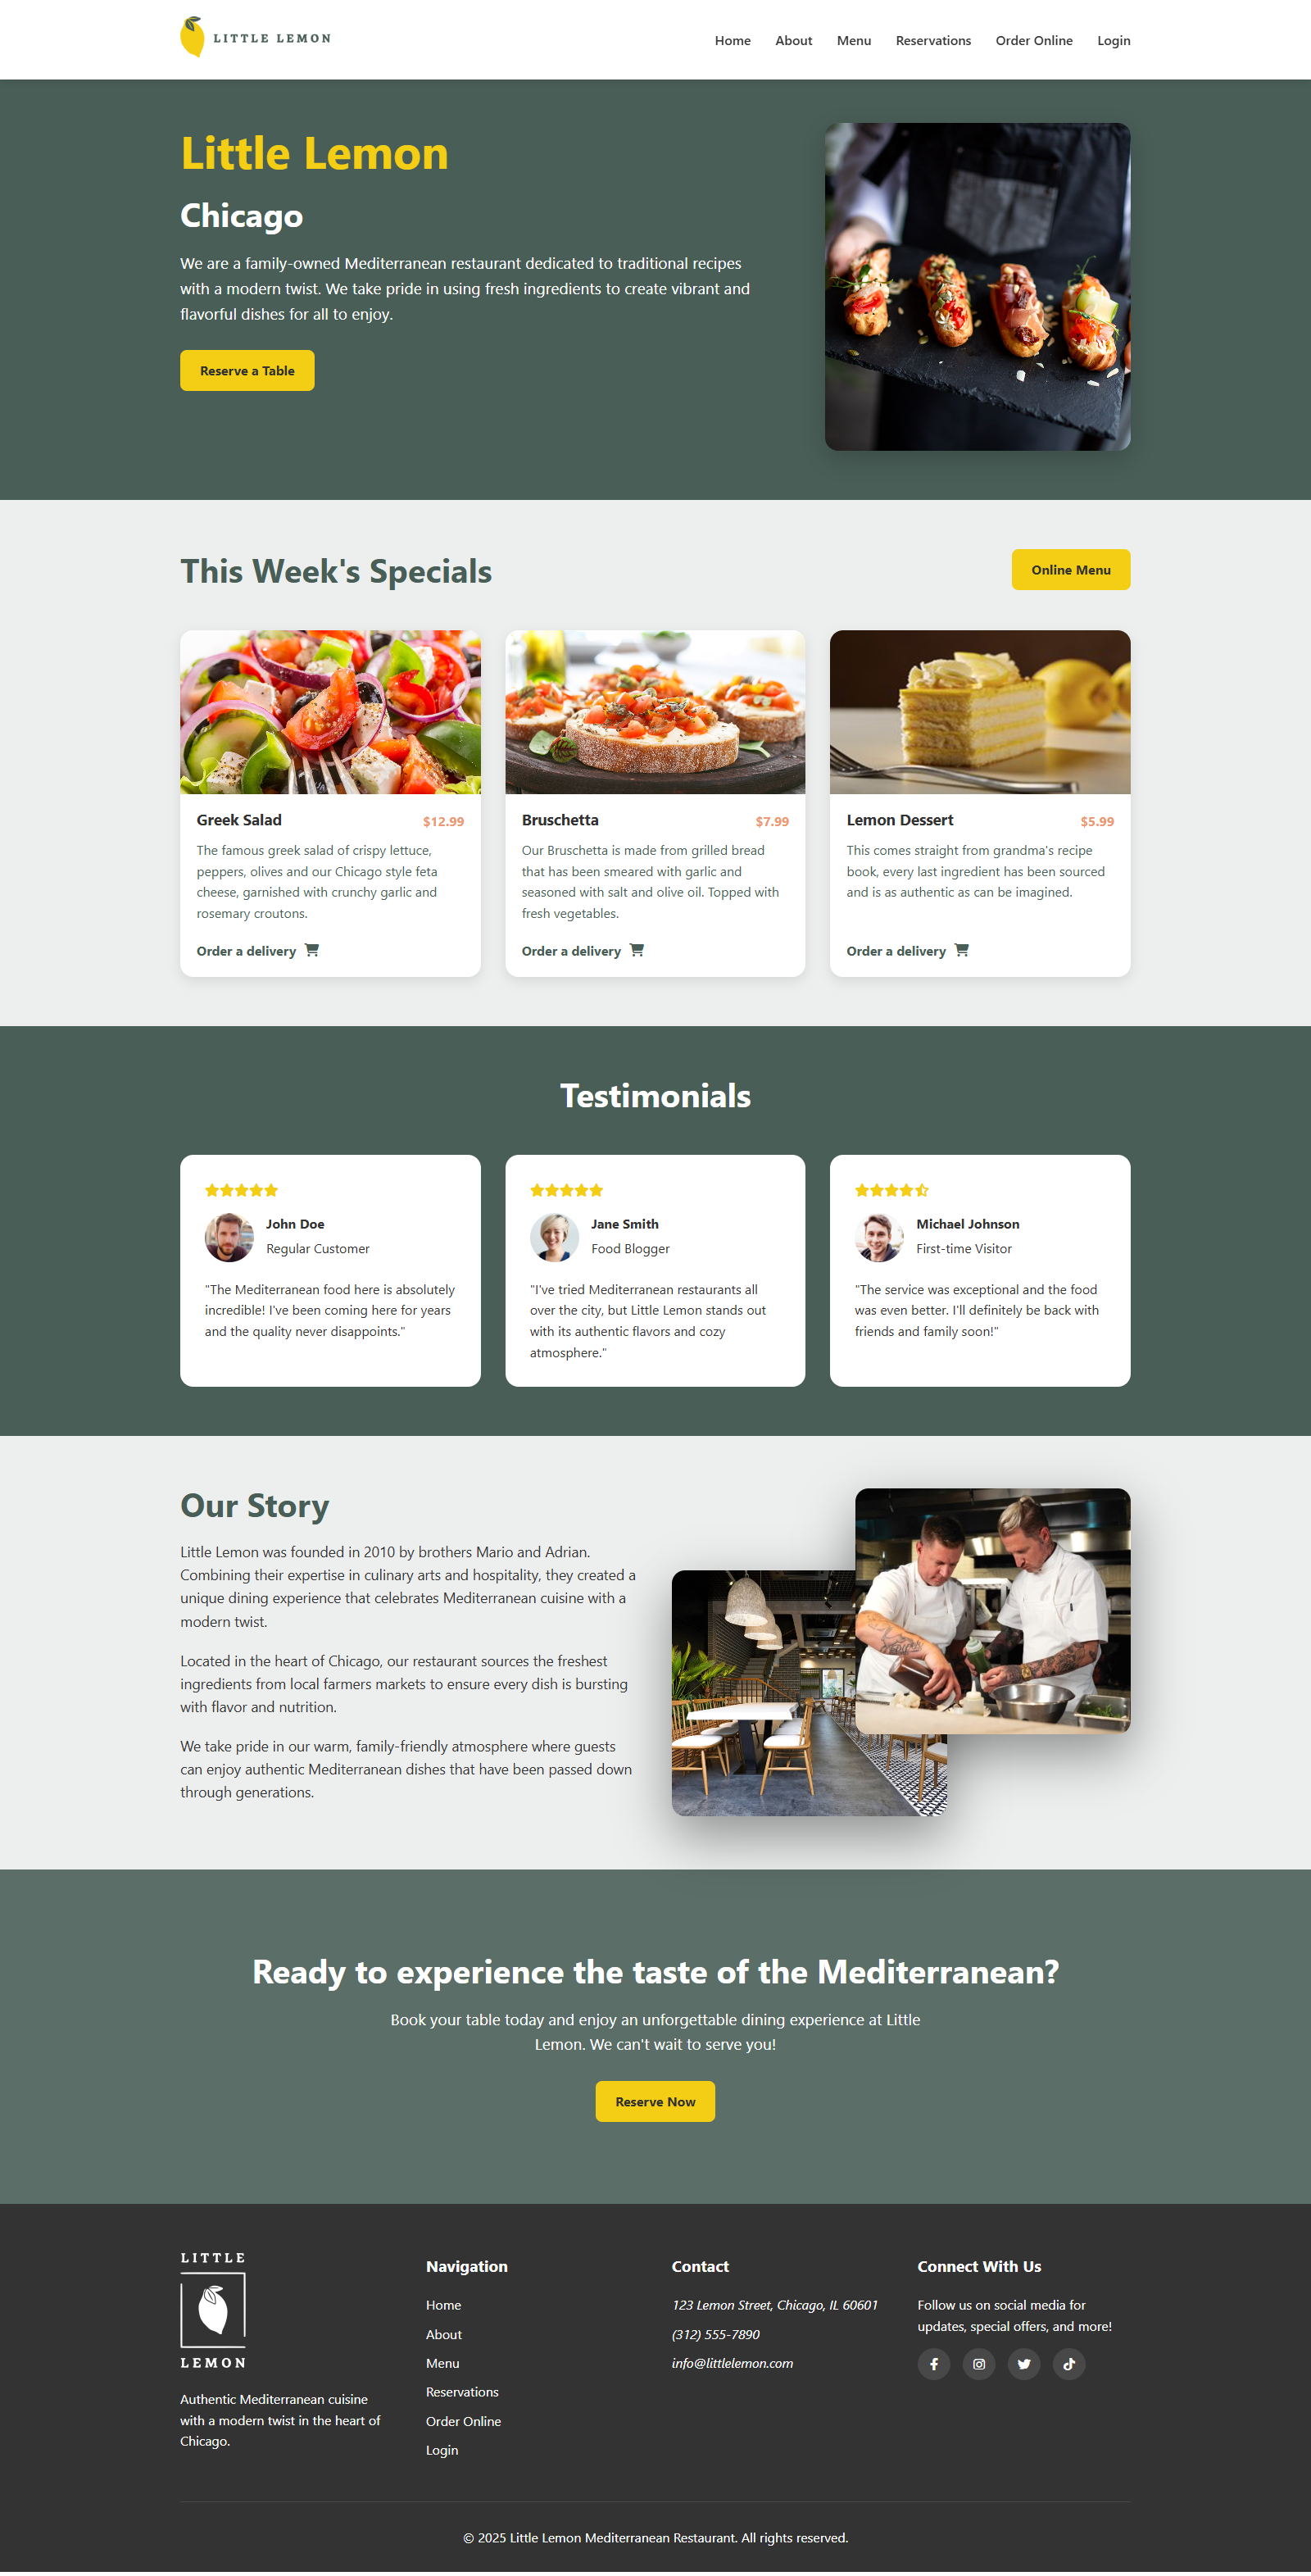 LITTLE LEMON
Home
About
Menu
Reservations
Order Online
Login
Little Lemon
Chicago
We are a family-owned Mediterranean restaurant dedicated to traditional recipes
with a modern twist. We take pride in using fresh ingredients to create vibrant and
flavorful dishes for all to enjoy.
Reserve a Table
This Week's Specials
Online Menu
Greek Salad
$12.99
The famous greek salad of crispy lettuce,
peppers, olives and our Chicago style feta
cheese, garnished with crunchy garlic and
rosemary croutons.
Order a delivery
Bruschetta
$7.99
Our Bruschetta is made from grilled bread
that has been smeared with garlic and
seasoned with salt and olive oil. Topped with
fresh vegetables.
Order a delivery
Lemon Dessert
$5.99
This comes straight from grandma's recipe
book, every last ingredient has been sourced
and is as authentic as can be imagined.
Order a delivery
Testimonials
John Doe
Regular Customer
"The Mediterranean food here is absolutely
incredible! I've been coming here for years
and the quality never disappoints."
Jane Smith
Food Blogger
"I've tried Mediterranean restaurants all
over the city, but Little Lemon stands out
with its authentic flavors and cozy
atmosphere."
Michael Johnson
First-time Visitor
"The service was exceptional and the food
was even better. I'll definitely be back with
friends and family soon!"
Our Story
Little Lemon was founded in 2010 by brothers Mario and Adrian.
Combining their expertise in culinary arts and hospitality, they created a
unique dining experience that celebrates Mediterranean cuisine with a
modern twist.
Located in the heart of Chicago, our restaurant sources the freshest
ingredients from local farmers markets to ensure every dish is bursting
with flavor and nutrition.
We take pride in our warm, family-friendly atmosphere where guests
can enjoy authentic Mediterranean dishes that have been passed down
through generations.
Ready to experience the taste of the Mediterranean?
Book your table today and enjoy an unforgettable dining experience at Little
Lemon. We can't wait to serve you!
Reserve Now
LITTLE
LEMON
Authentic Mediterranean cuisine
with a modern twist in the heart of
Chicago.
Navigation
Home
About
Menu
Reservations
Order Online
Login
Contact
123 Lemon Street, Chicago, IL 60601
(312) 555-7890
info@littlelemon.com
Connect With Us
Follow us on social media for
updates, special offers, and more!
© 2025 Little Lemon Mediterranean Restaurant. All rights reserved.